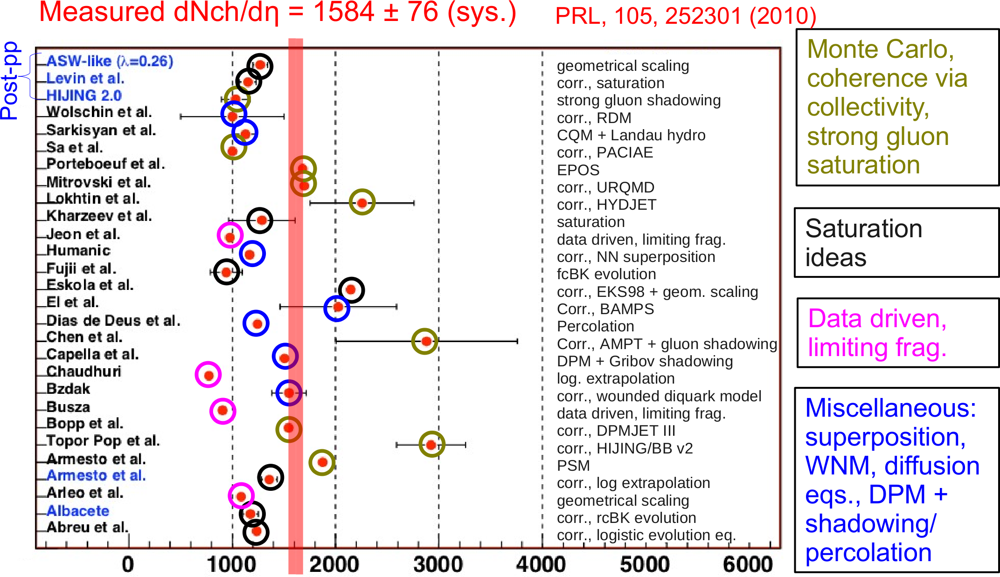 Measured dNch/dη = 1584 ± 76 (sys.)
PRL, 105, 252301 (2010)
Post-pp
ASW-like (λ=0.26)
Levin et al.
HIJING 2.0
Wolschin et al.
Sarkisyan et al.
Sa et al.
Porteboeuf et al.
Mitrovski et al.
Lokhtin et al.
Kharzeev et al.
Jeon et al.
Humanic
Fujii et al.
Eskola et al.
El et al.
Dias de Deus et al.
Chen et al.
Capella et al.
Chaudhuri
Bzdak
Busza
Bopp et al.
Topor Pop et al.
Armesto et al.
Armesto et al.
Arleo et al.
Albacete
Abreu et al.
geometrical scaling
corr., saturation
strong gluon shadowing
corr., RDM
CQM + Landau hydro
corr., PACIAE
EPOS
corr., URQMD
corr., HYDJET
saturation
data driven, limiting frag.
corr., NN superposition
fcBK evolution
corr., EKS98 + geom. scaling
Corr., BAMPS
Percolation
Corr., AMPT + gluon shadowing
DPM + Gribov shadowing
log. extrapolation
corr., wounded diquark model
data driven, limiting frag.
corr., DPMJET III
corr., HIJING/BB v2
PSM
corr., log extrapolation
geometrical scaling
corr., rcBK evolution
corr., logistic evolution eq.
0 1000 2000 3000 4000 5000 6000
Monte Carlo,
coherence via
collectivity,
strong gluon
saturation
Saturation
ideas
Data driven,
limiting frag.
Miscellaneous:
superposition,
WNM, diffusion
eqs., DPM +
shadowing/
percolation